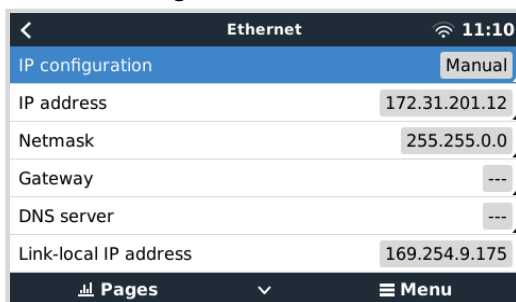 Ethernet 11:10
IP configuration Manual
IP address 172.31.201.12
Netmask 255.255.0.0
Gateway ---
DNS server ---
Link-local IP address 169.254.9.175
Pages Menu